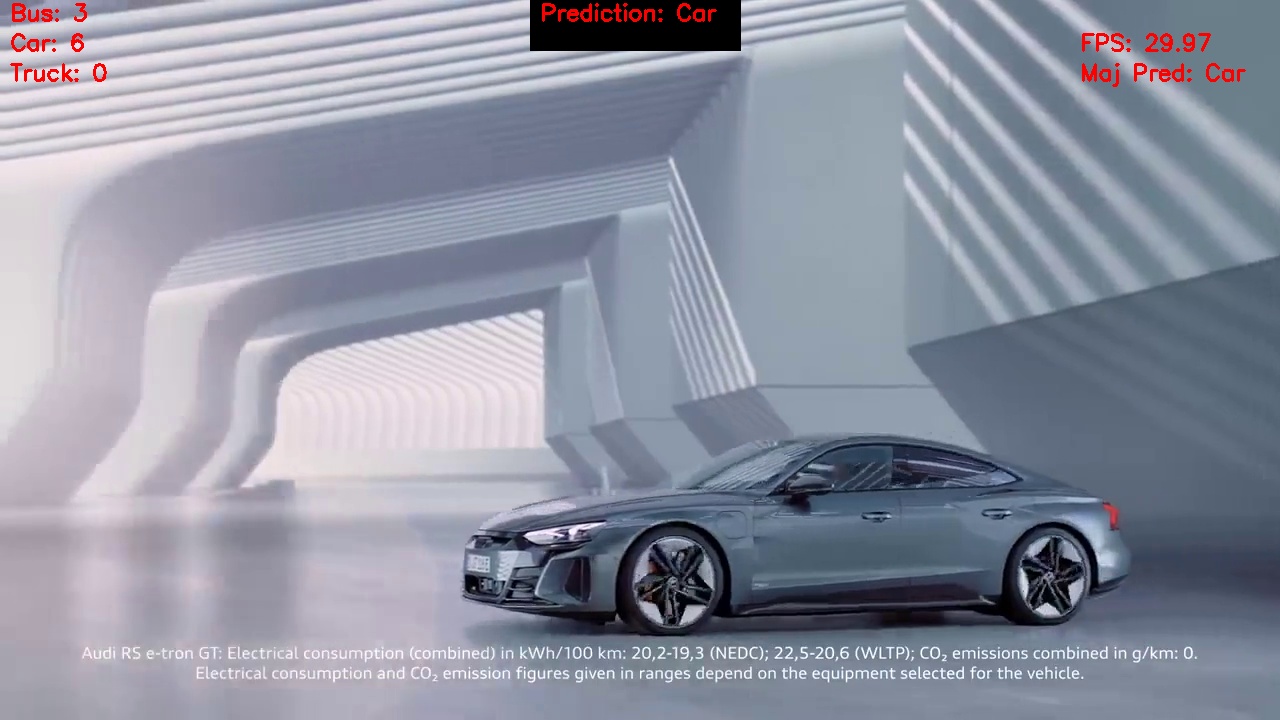 Bus: 3
Prediction: Car
Car: 6
FPS: 29.97
Truck: 0
Maj Pred: Car
Audi RS e-tron GT: Electrical consumption (combined) in kWh/100 km: 20,2-19,3 (NEDC); 22,5-20,6 (WLTP); CO₂ emissions combined in g/km: 0.
Electrical consumption and CO₂ emission figures given in ranges depend on the equipment selected for the vehicle.